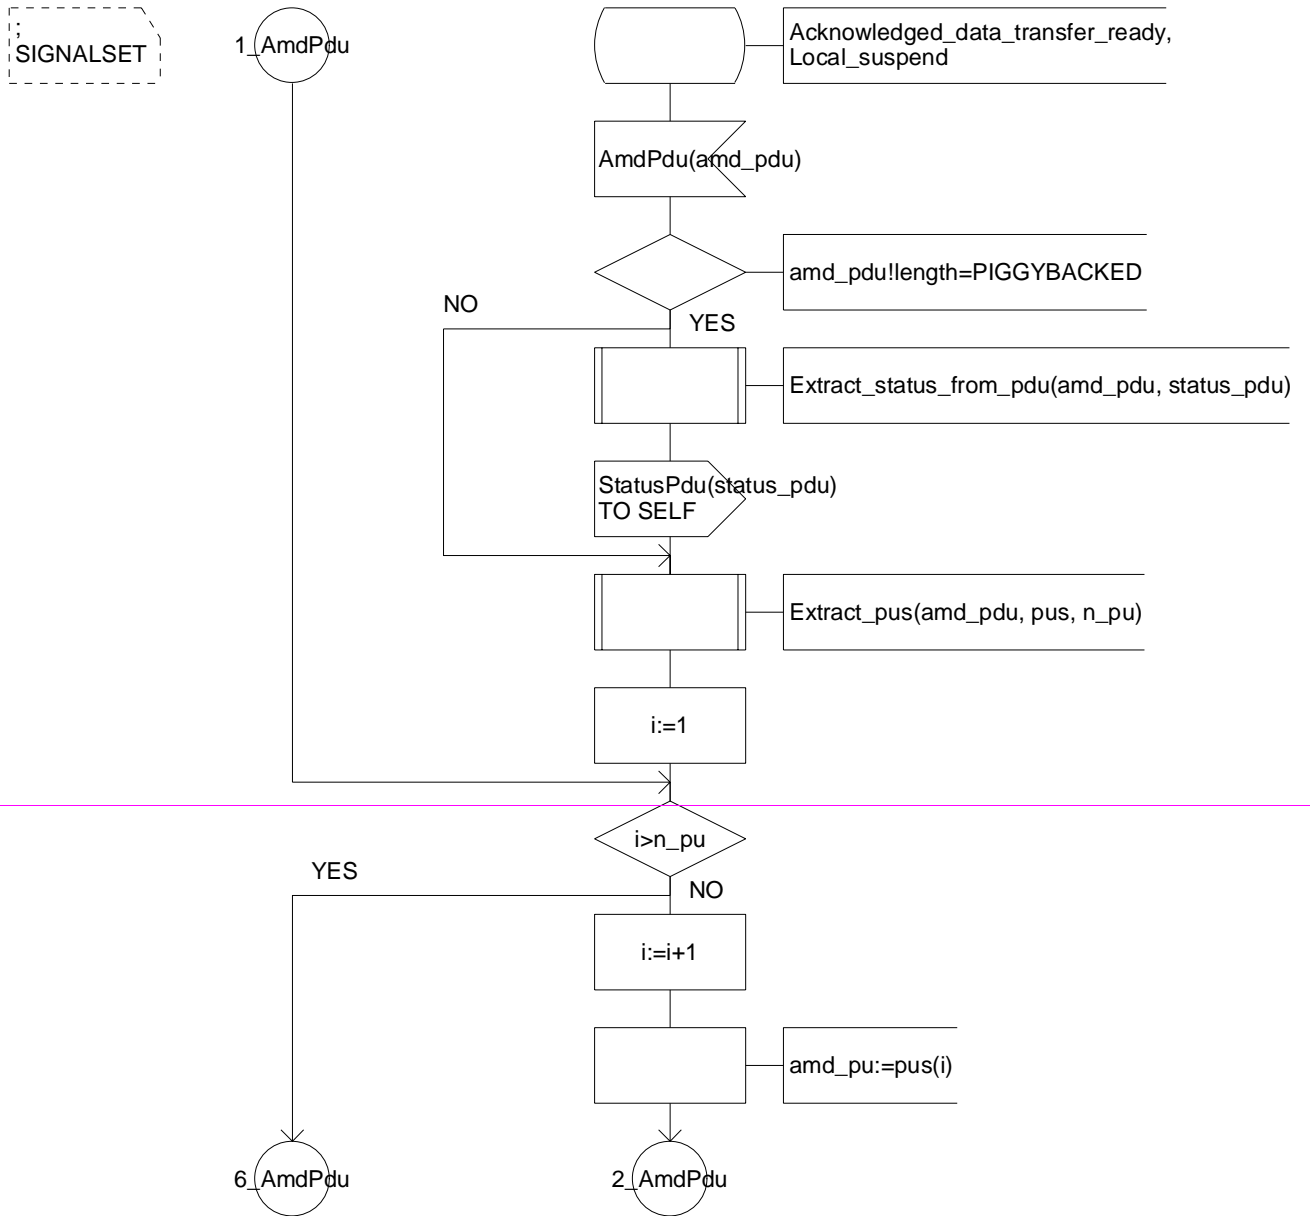 ;
SIGNALSET
1_AmdPdu
Acknowledged_data_transfer_ready,
Local_suspend
AmdPdu(amd_pdu)
amd_pdu!length=PIGGYBACKED
NO
YES
Extract_status_from_pdu(amd_pdu, status_pdu)
StatusPdu(status_pdu)
TO SELF
Extract_pus(amd_pdu, pus, n_pu)
i:=1
i>n_pu
YES
NO
i:=i+1
amd_pu:=pus(i)
6_AmdPdu
2_AmdPdu